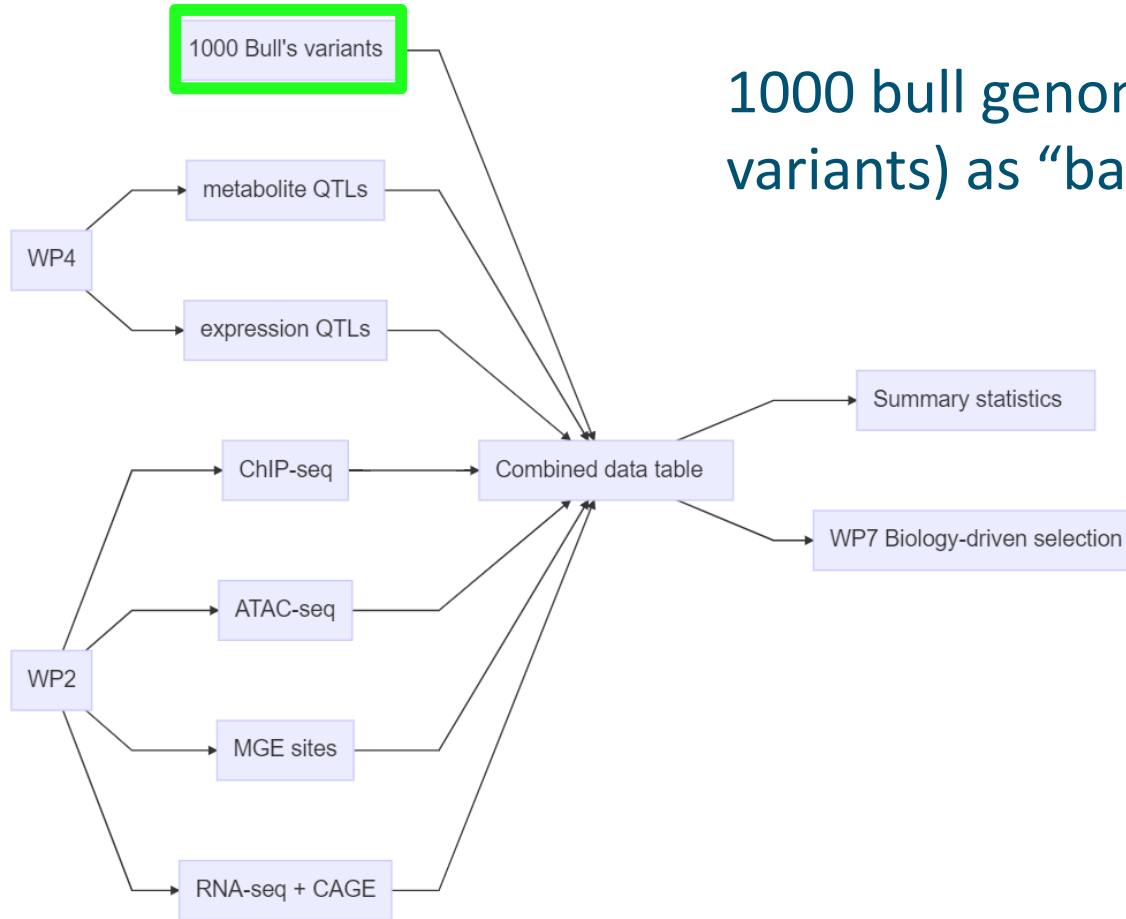 1000 Bull's variants
1000 bull genom
variants) as “ba
metabolite QTLs
WP4
expression QTLs
Summary statistics
ChIP-seq
Combined data table
WP7 Biology-driven selection
ATAC-seq
WP2
MGE sites
RNA-seq + CAGE